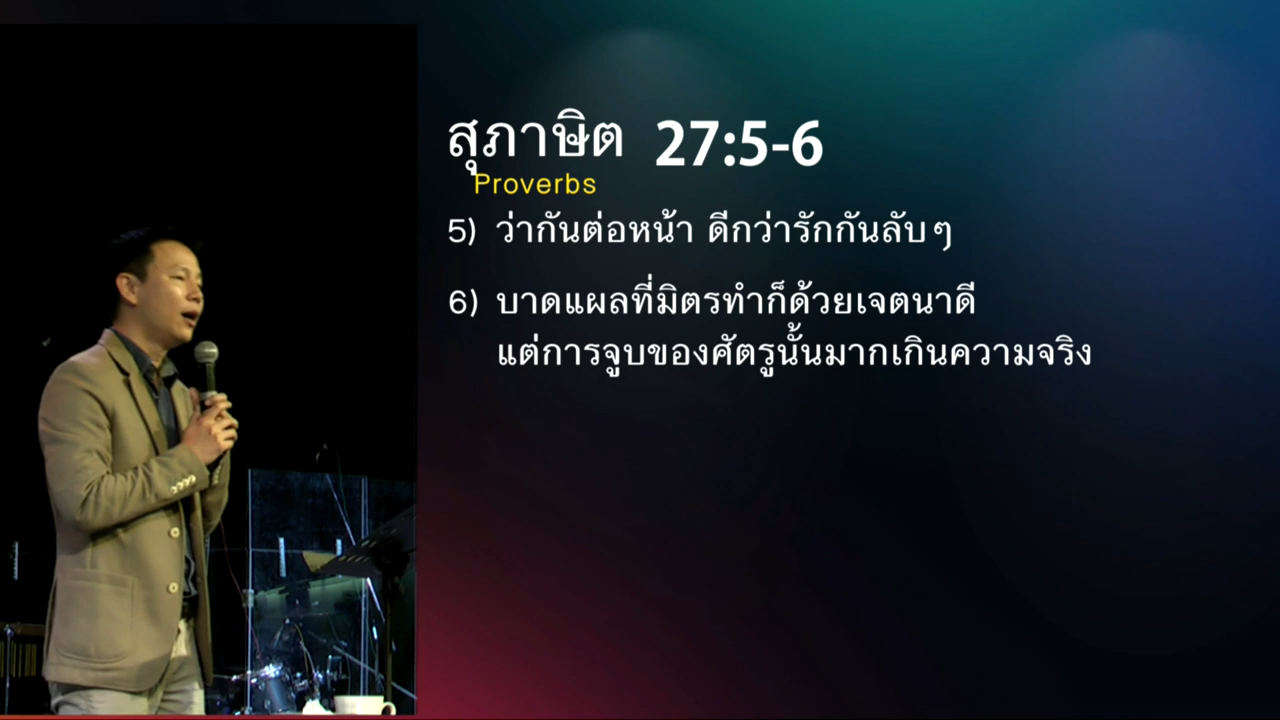 สุภาษิต 27:5-6
Proverbs
5) ว่ากันต่อหน้า ดีกว่ารักกันลับๆ
6) บาดแผลที่มิตรทำก็ด้วยเจตนาดี
แต่การจูบของศัตรูนั้นมากเกินความจริง